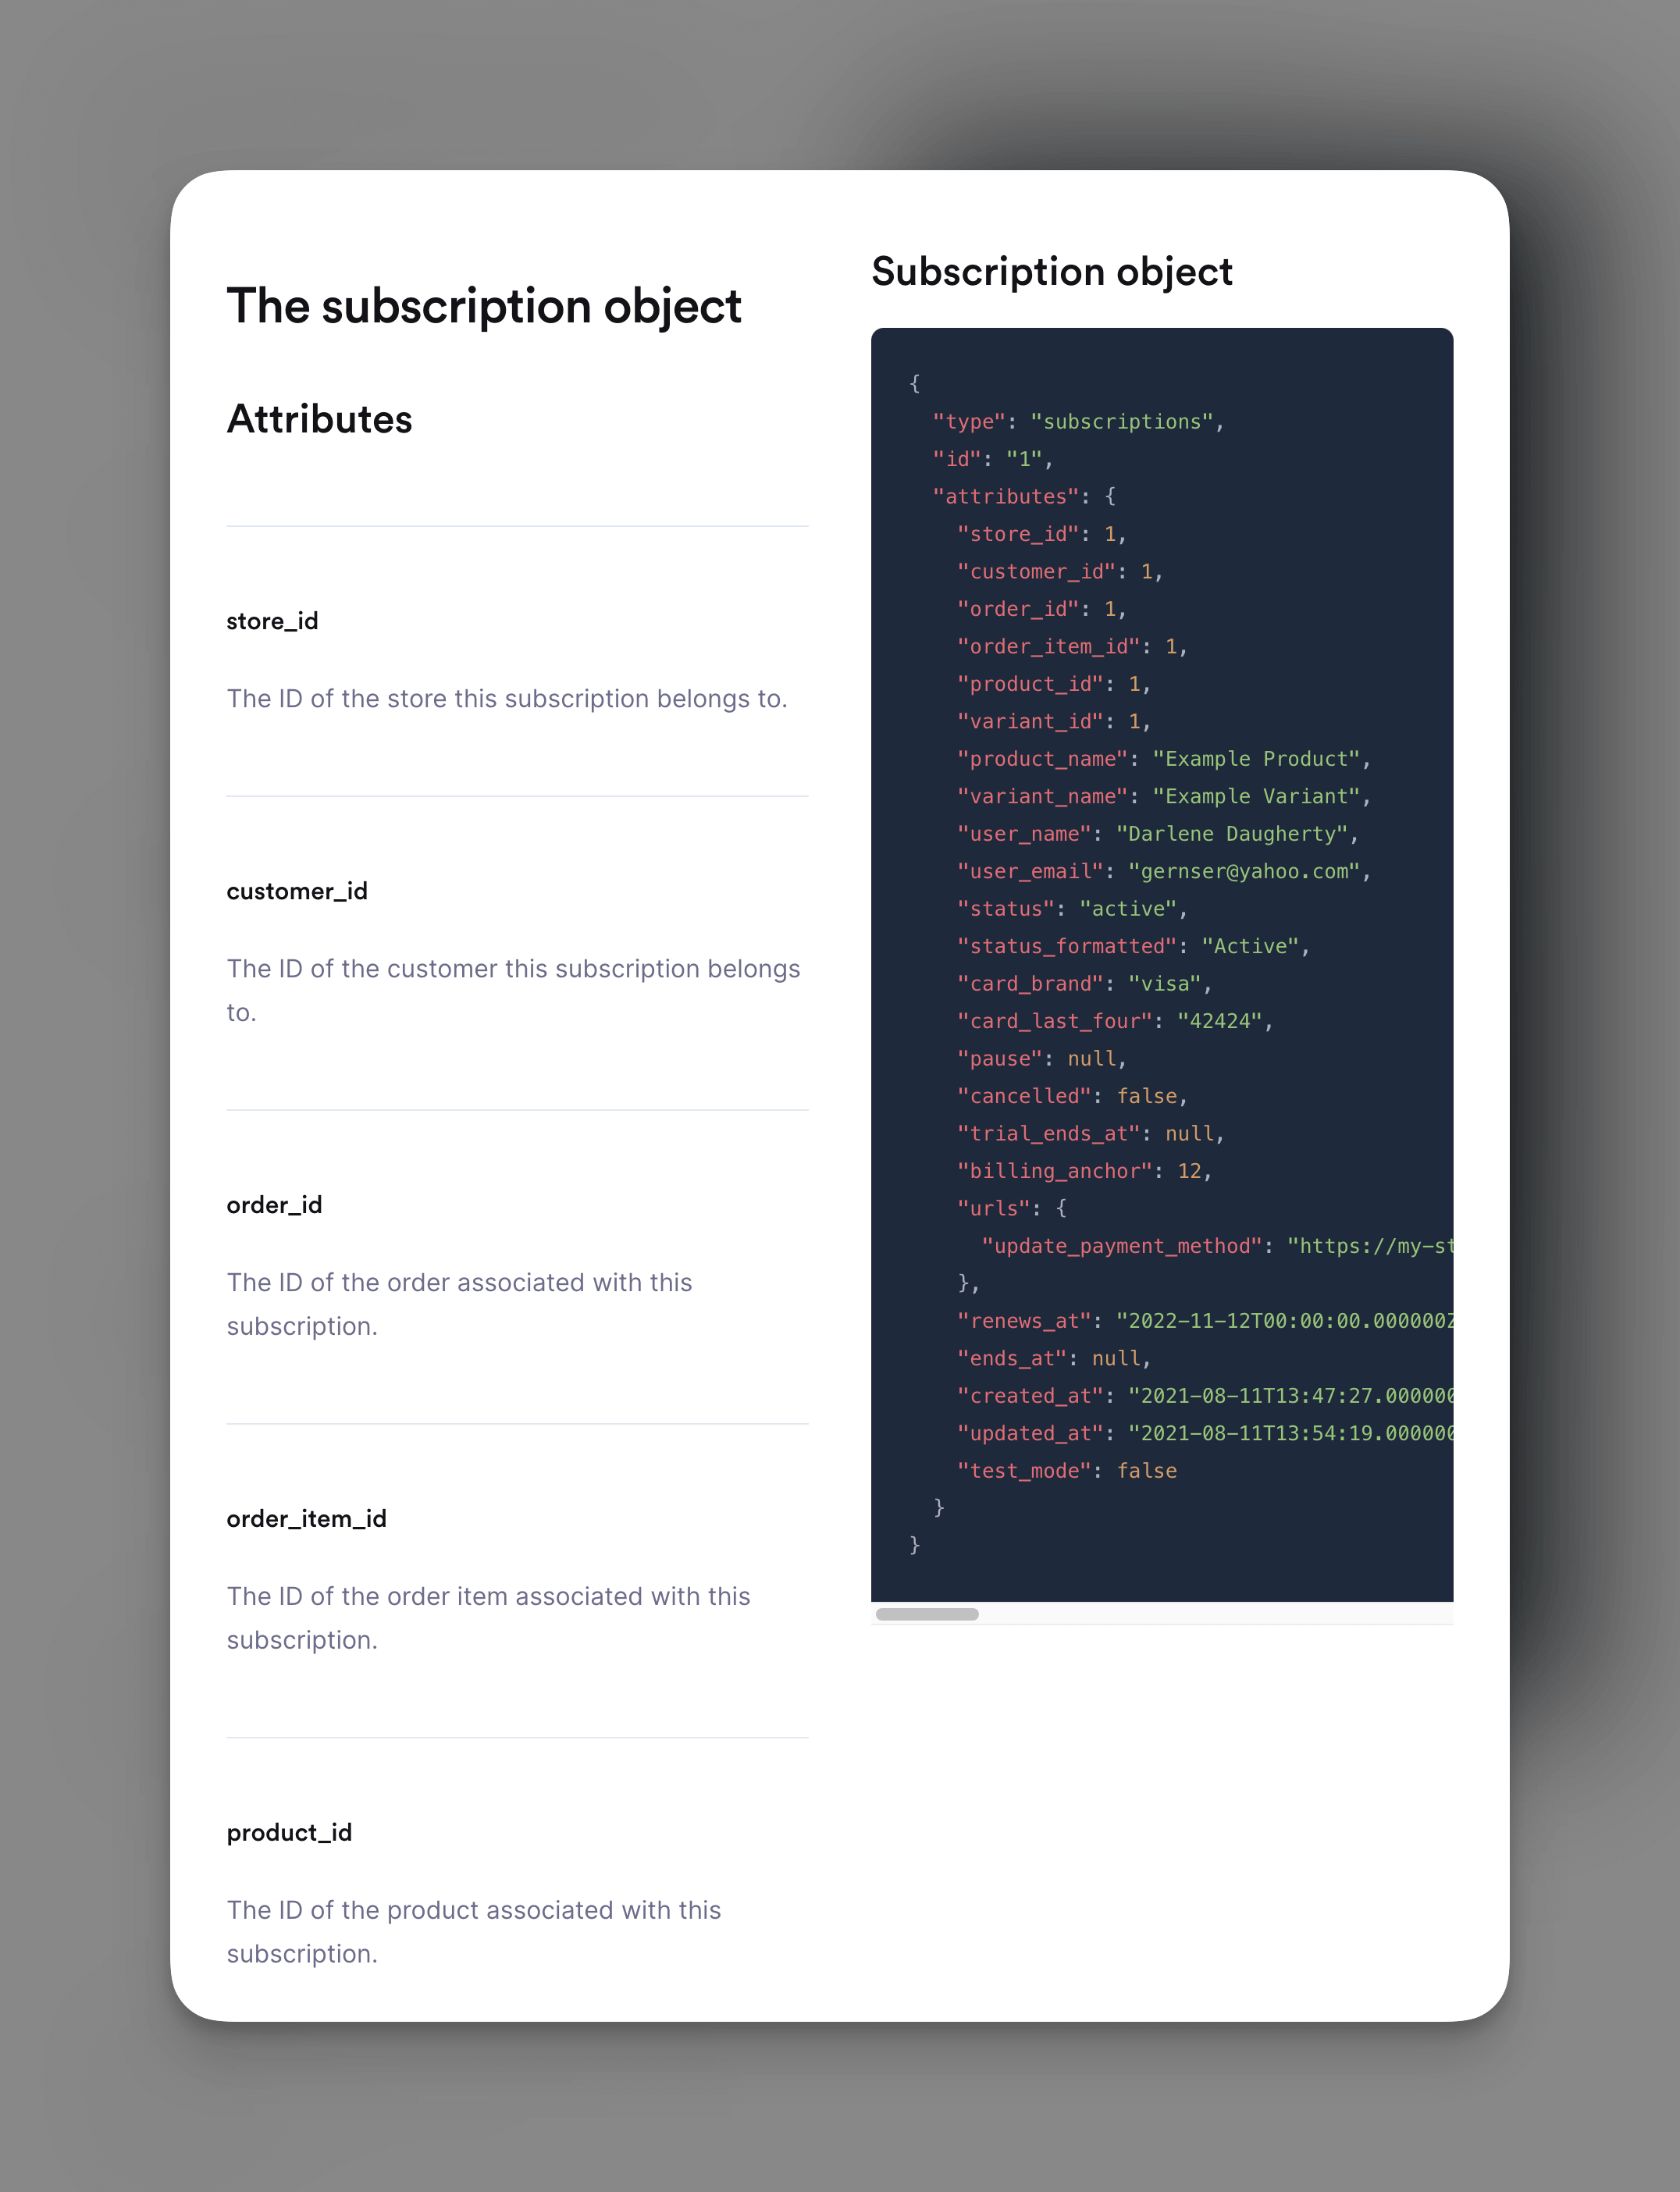 The subscription object
Attributes
store_id
The ID of the store this subscription belongs to.
customer_id
The ID of the customer this subscription belongs
to.
order_id
The ID of the order associated with this
subscription.
order_item_id
The ID of the order item associated with this
subscription.
product_id
The ID of the product associated with this
subscription.
Subscription object
{
  "type": "subscriptions",
  "id": "1",
  "attributes": {
    "store_id": 1,
    "customer_id": 1,
    "order_id": 1,
    "order_item_id": 1,
    "product_id": 1,
    "variant_id": 1,
    "product_name": "Example Product",
    "variant_name": "Example Variant",
    "user_name": "Darlene Daugherty",
    "user_email": "gernser@yahoo.com",
    "status": "active",
    "status_formatted": "Active",
    "card_brand": "visa",
    "card_last_four": "42424",
    "pause": null,
    "cancelled": false,
    "trial_ends_at": null,
    "billing_anchor": 12,
    "urls": {
      "update_payment_method": "https://my-st
    },
    "renews_at": "2022-11-12T00:00:00.000000Z
    "ends_at": null,
    "created_at": "2021-08-11T13:47:27.000000
    "updated_at": "2021-08-11T13:54:19.000000
    "test_mode": false
  }
}